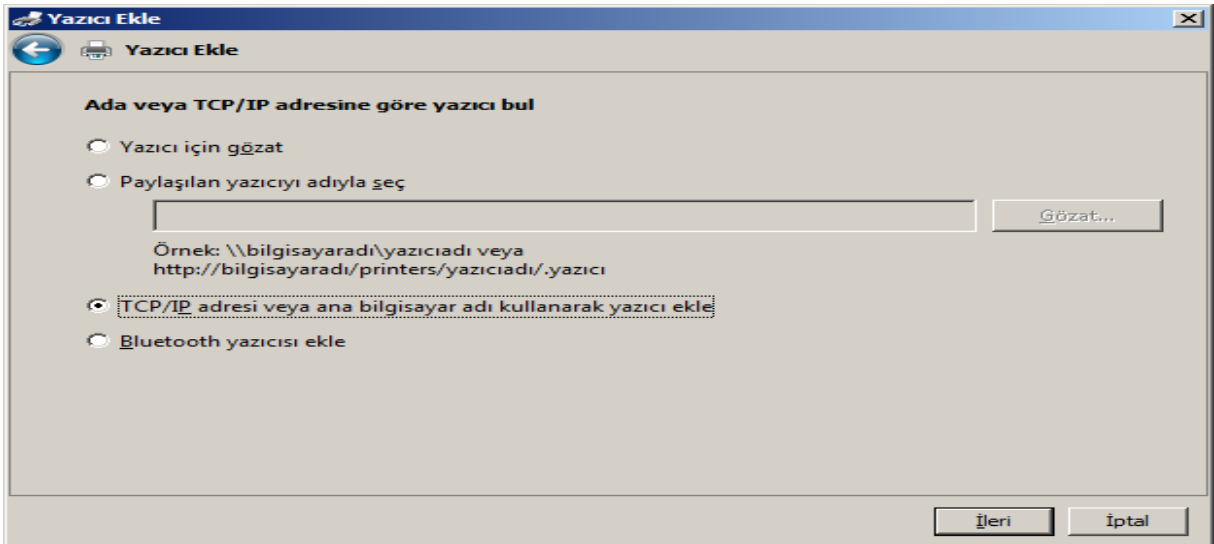 Yazıcı Ekle
Yazıcı Ekle
Ada veya TCP/IP adresine göre yazıcı bul
Yazıcı için gözat
Paylaşılan yazıcıyı adıyla seç
Gözat...
Örnek: \\bilgisayaradı\yazıcıadı veya
http://bilgisayaradı/printers/yazıcıadı/.yazıcı
TCP/IP adresi veya ana bilgisayar adı kullanarak yazıcı ekle
Bluetooth yazıcısı ekle
İleri
İptal